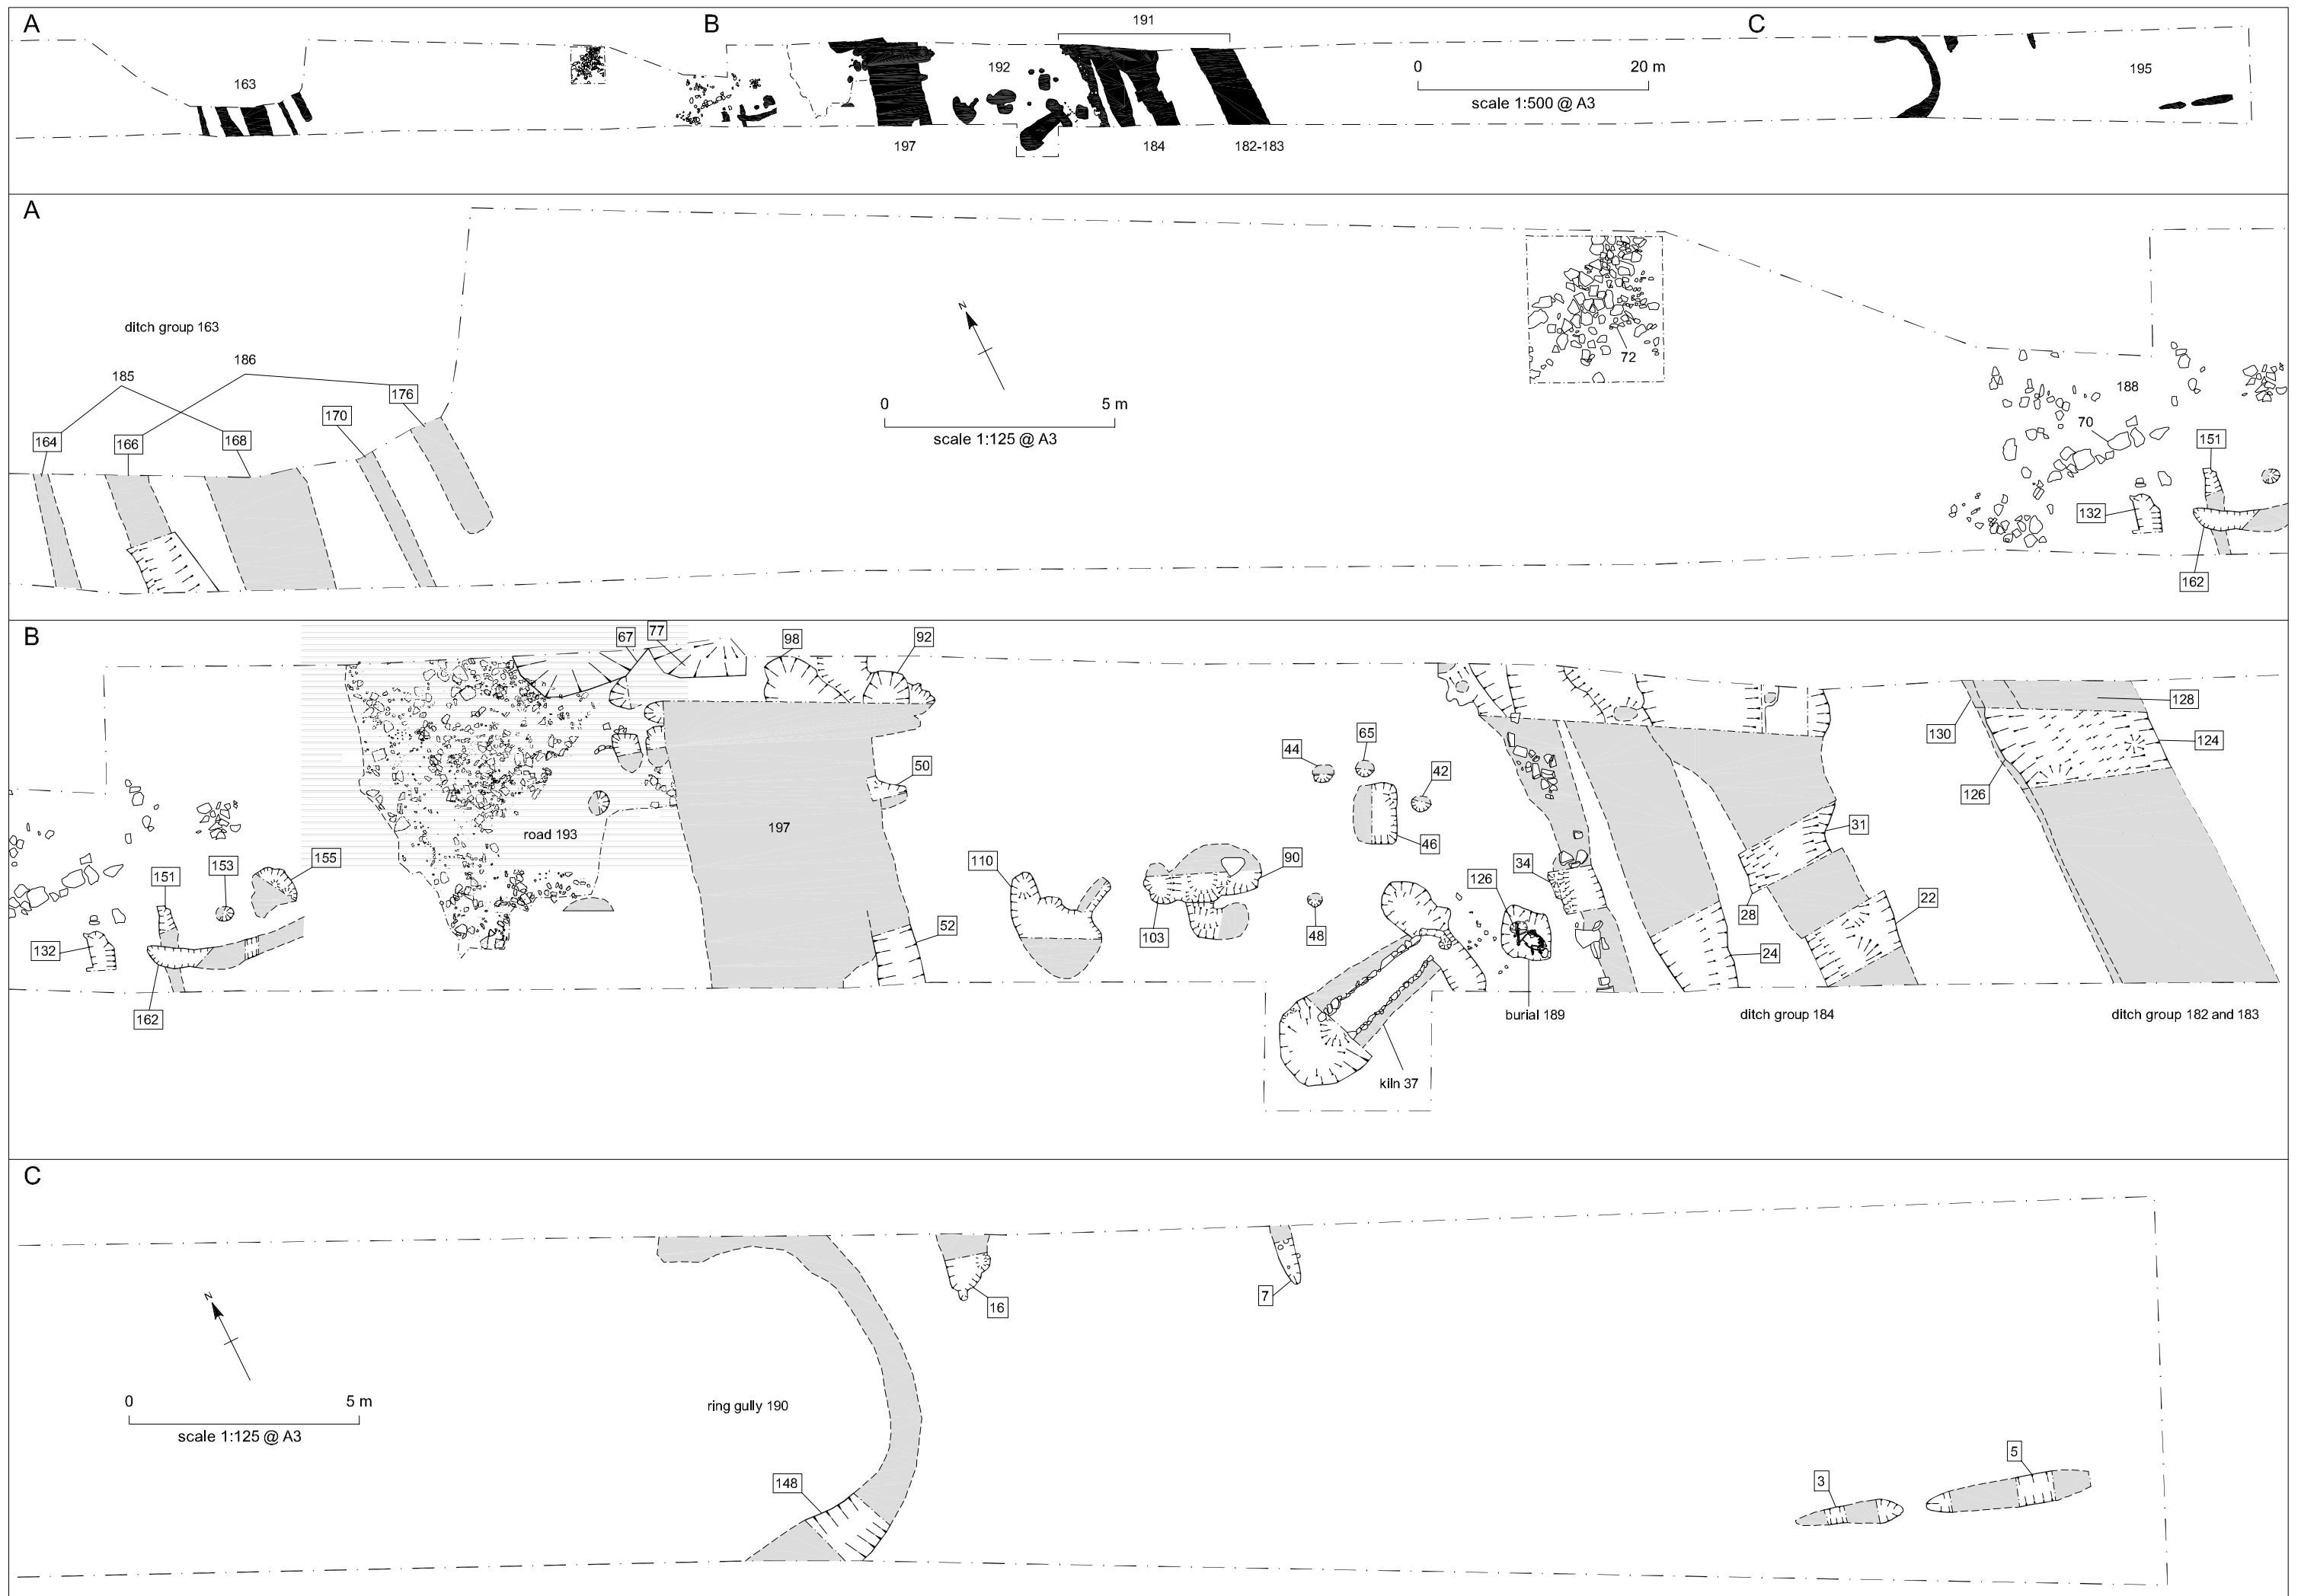 A
B
191
C
163
192
0 20 m
scale 1:500 @ A3
195
197
184
182-183
A
ditch group 163
186
185
176
170
164
166
168
N
0 5 m
scale 1:125 @ A3
72
188
70
151
132
162
B
67
77
98
92
128
130
124
44
65
50
42
126
road 193
197
31
46
155
110
90
34
153
151
126
28
22
48
103
52
132
24
162
burial 189
ditch group 184
ditch group 182 and 183
kiln 37
C
N
16
7
0 5 m
scale 1:125 @ A3
ring gully 190
148
5
3